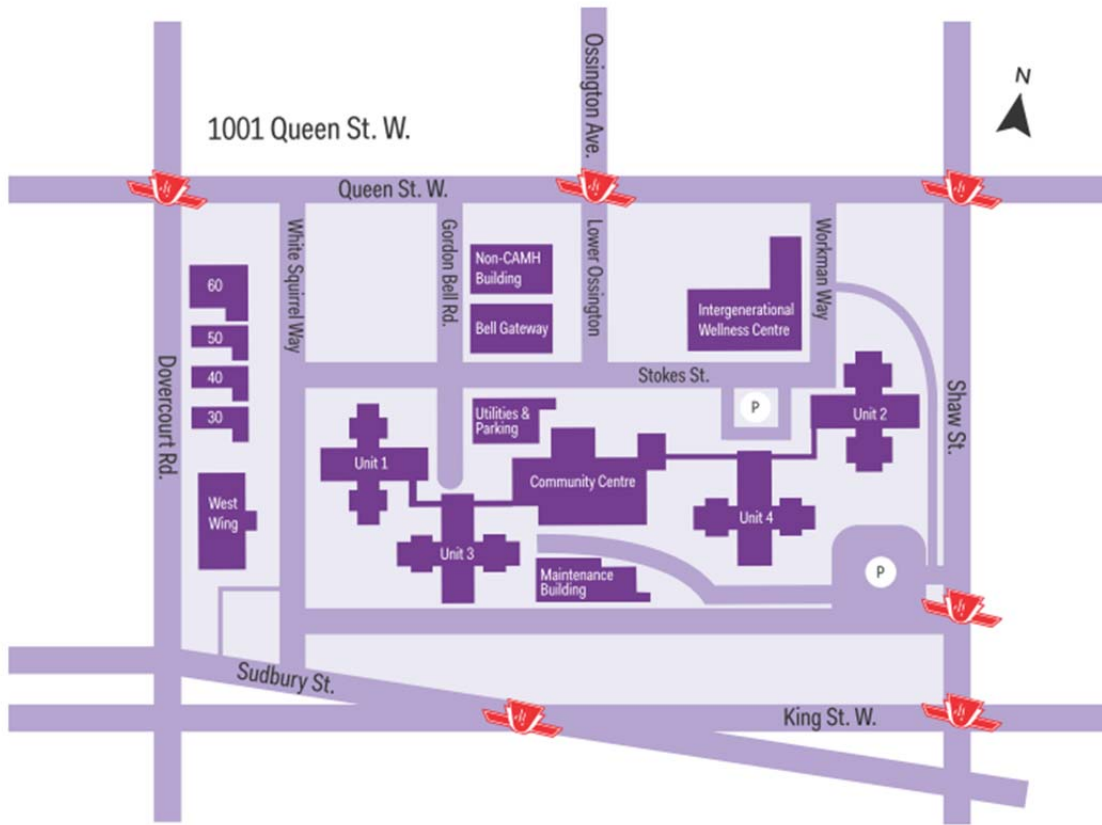 Ossington Ave.
N
1001 Queen St. W.
Queen St. W.
White Squirrel Way
Gordon Bell Rd.
Non-CAMH
Building
Lower Ossington
Workman Way
60
Bell Gateway
Intergenerational
Wellness Centre
50
Dovercourt Rd.
40
Stokes St.
Shaw St.
30
Utilities &
Parking
P
Unit 2
Unit 1
Community Centre
West
Wing
Unit 4
Unit 3
Maintenance
Building
P
Sudbury St.
King St. W.